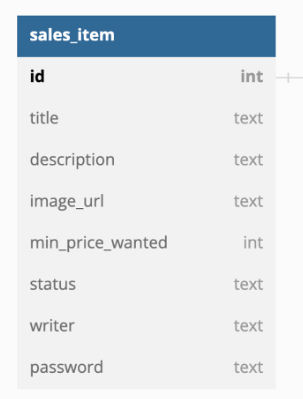 sales_item
id int
title text
description text
image_url text
min_price_wanted int
status text
writer text
password text